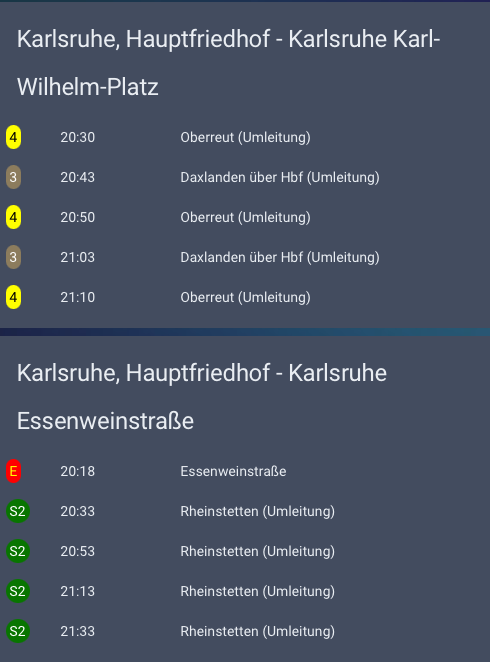 Karlsruhe, Hauptfriedhof - Karlsruhe Karl-
Wilhelm-Platz
4 20:30 Oberreut (Umleitung)
3 20:43 Daxlanden über Hbf (Umleitung)
4 20:50 Oberreut (Umleitung)
3 21:03 Daxlanden über Hbf (Umleitung)
4 21:10 Oberreut (Umleitung)
Karlsruhe, Hauptfriedhof - Karlsruhe
Essenweinstraße
E 20:18 Essenweinstraße
S2 20:33 Rheinstetten (Umleitung)
S2 20:53 Rheinstetten (Umleitung)
S2 21:13 Rheinstetten (Umleitung)
S2 21:33 Rheinstetten (Umleitung)